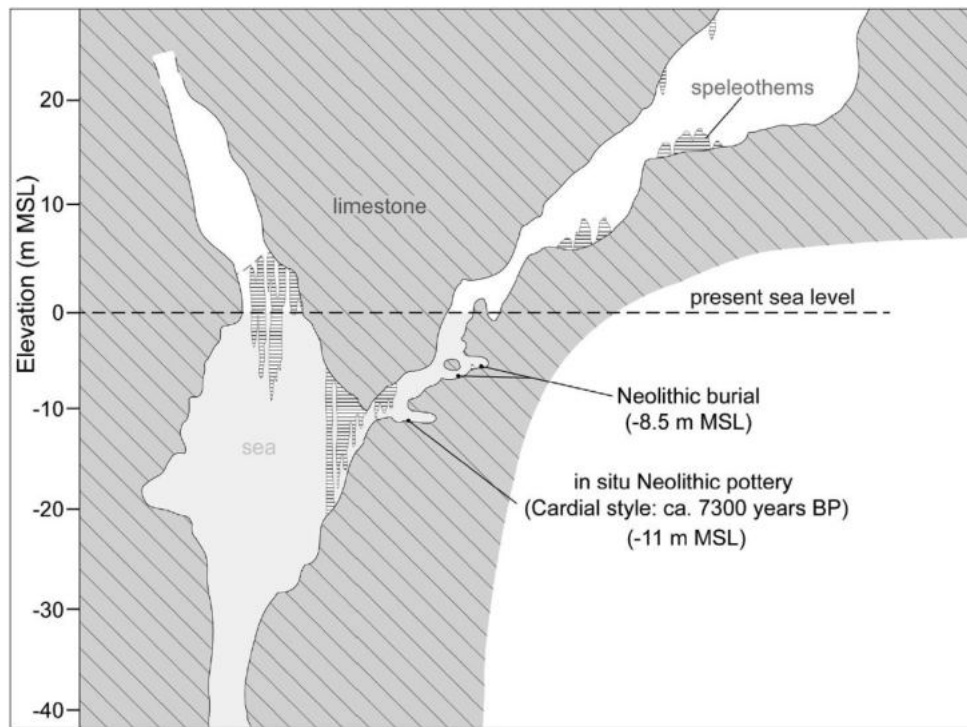 Elevation (m MSL)
20
10
0
-10
-20
-30
-40
speleothems
limestone
present sea level
Neolithic burial
(-8.5 m MSL)
sea
in situ Neolithic pottery
(Cardial style: ca. 7300 years BP)
(-11 m MSL)